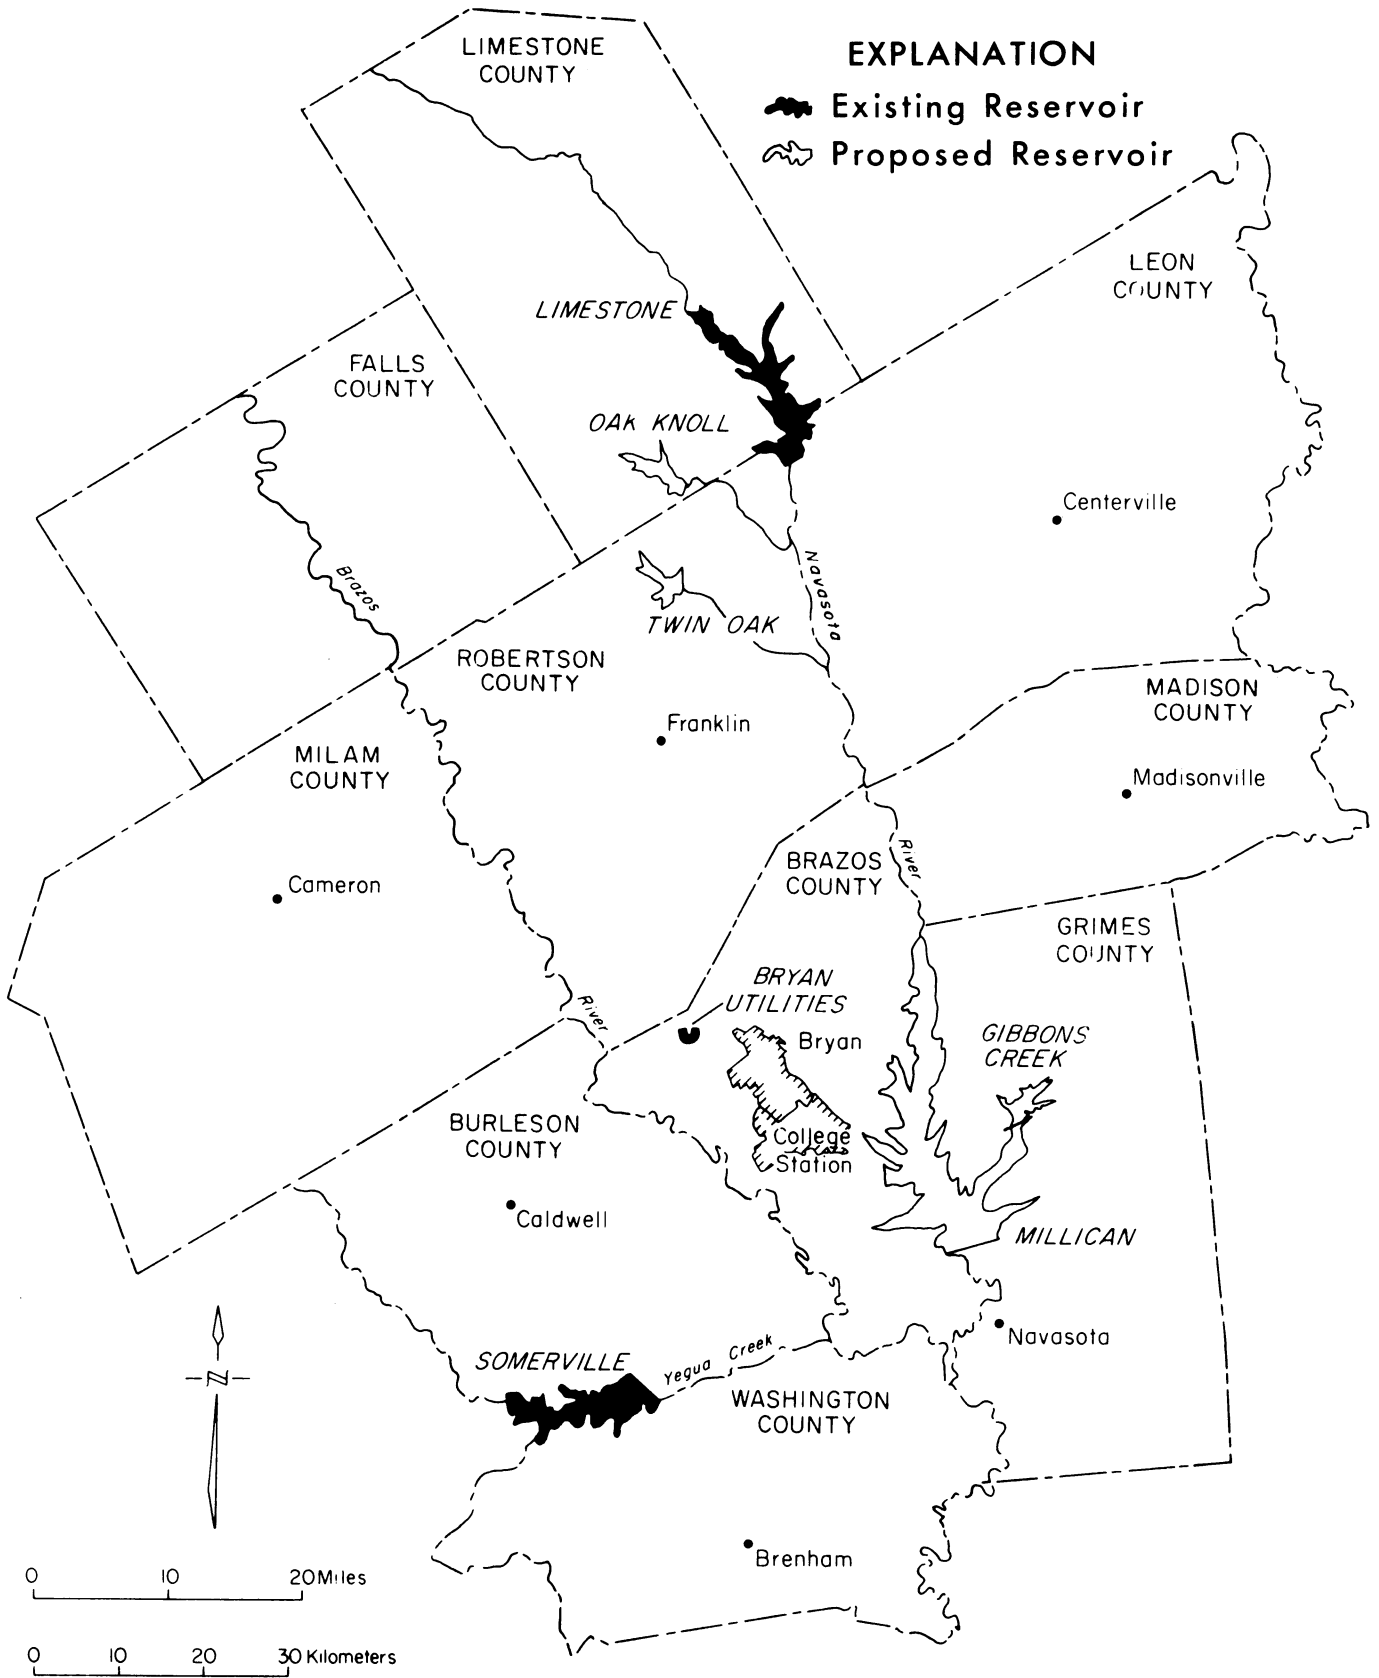 EXPLANATION
Existing Reservoir
Proposed Reservoir
LIMESTONE
COUNTY
LEON
COUNTY
LIMESTONE
FALLS
COUNTY
OAK KNOLL
Centerville
Brazos
Navasota
TWIN OAK
ROBERTSON
COUNTY
MADISON
COUNTY
Franklin
MILAM
COUNTY
Madisonville
BRAZOS
COUNTY
River
Cameron
GRIMES
COUNTY
BRYAN
UTILITIES
River
Bryan
GIBBONS
CREEK
BURLESON
COUNTY
College
Station
Caldwell
MILLICAN
Navasota
SOMERVILLE
Yegua Creek
N
WASHINGTON
COUNTY
Brenham
0 10 20 Miles
0 10 20 30 Kilometers